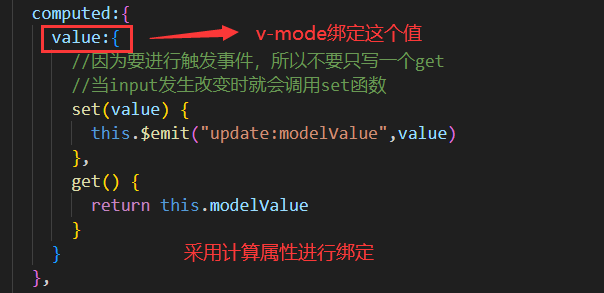 computed:{
value:{ v-mode绑定这个值
//因为要进行触发事件，所以不要只写一个get
//当input发生改变时就会调用set函数
set(value) {
this.$emit("update:modelValue",value)
},
get() {
return this.modelValue
}
采用计算属性进行绑定
}
},